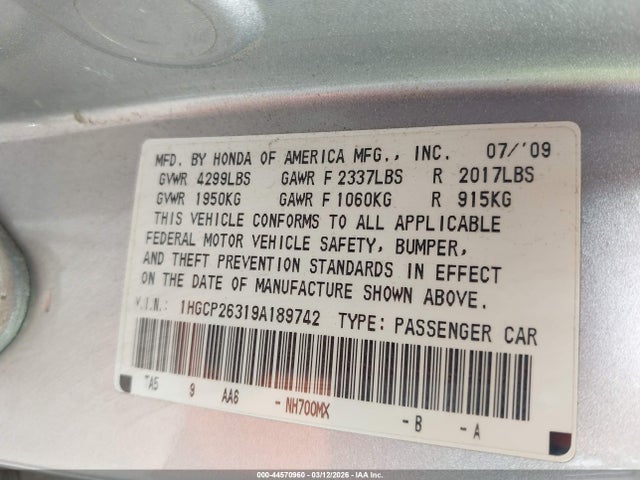 MFD. BY HONDA OF AMERICA MFG., INC. 07/'09
GVWR 4299LBS GAWR F 2337LBS R 2017LBS
GVWR 1950KG GAWR F 1060KG R 915KG
THIS VEHICLE CONFORMS TO ALL APPLICABLE
FEDERAL MOTOR VEHICLE SAFETY, BUMPER,
AND THEFT PREVENTION STANDARDS IN EFFECT
ON THE DATE OF MANUFACTURE SHOWN ABOVE.
V.I.N.: 1HGCP26319A189742 TYPE: PASSENGER CAR
TA5 9 AA6 -NH700MX -B -A
000-44570960 - 03/12/2026 - IAA Inc.